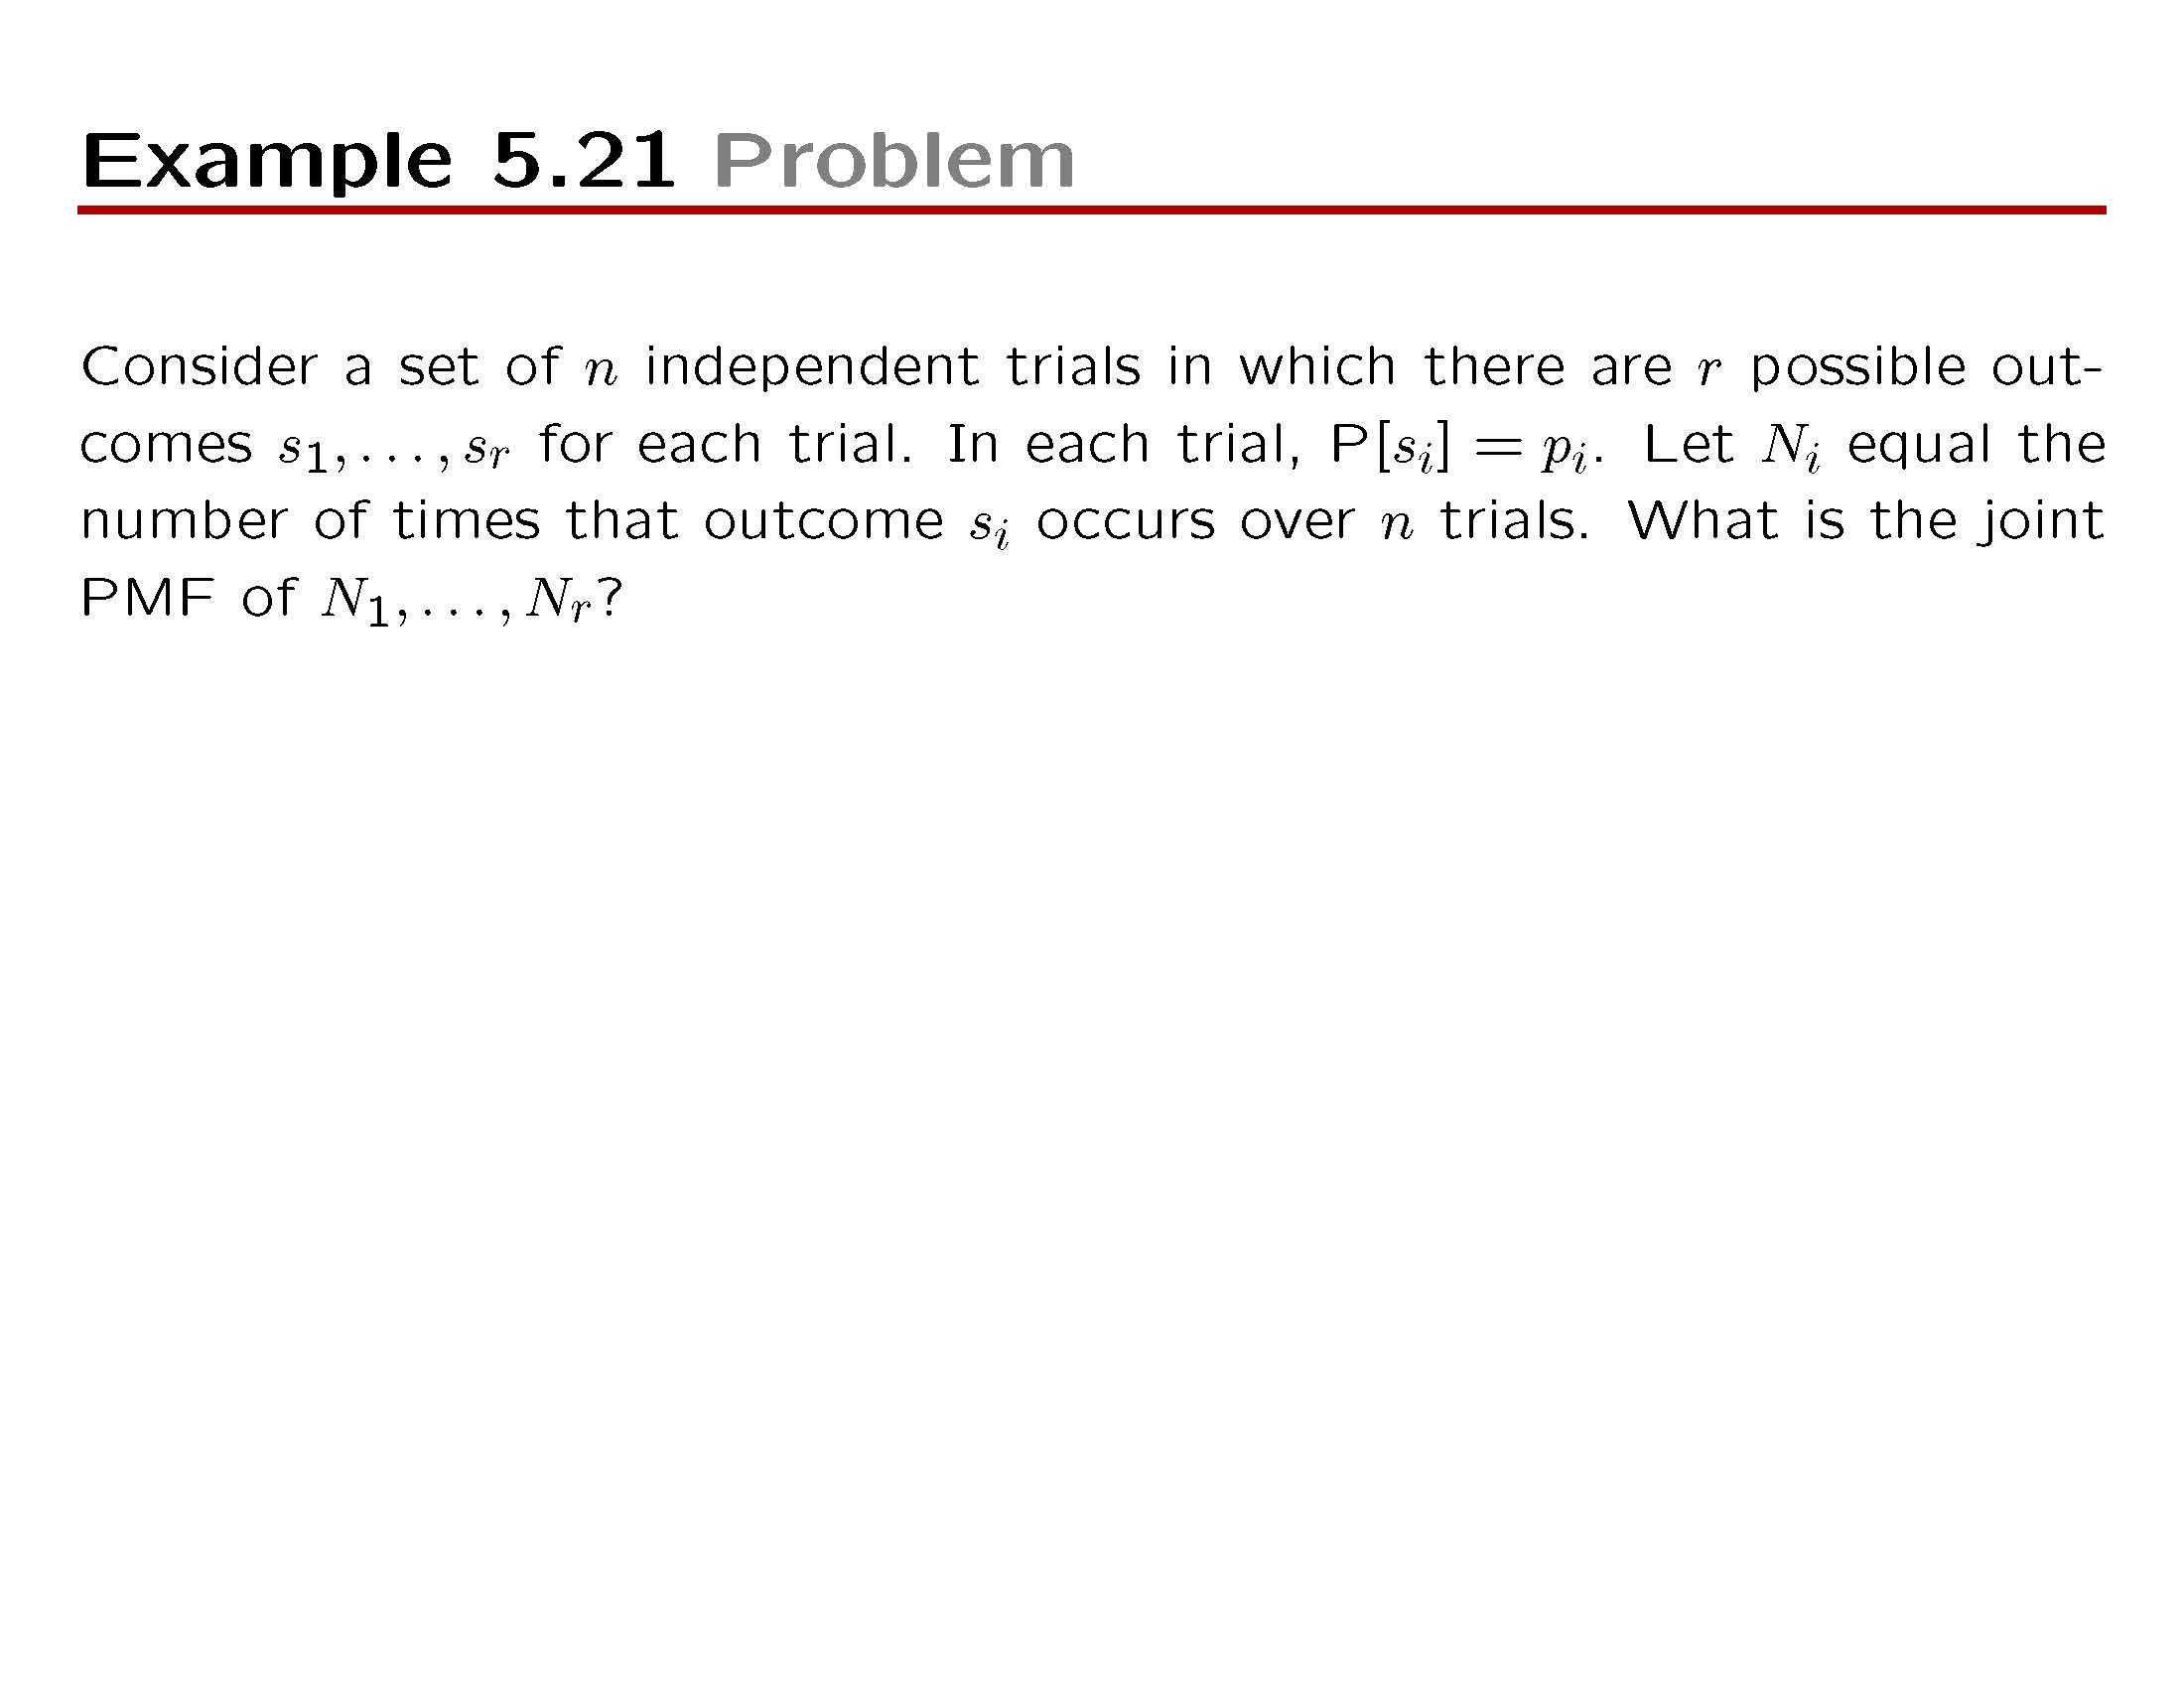 Example 5.21 Problem
Consider a set of n independent trials in which there are r possible out-
comes s₁, . . . , sᵣ for each trial. In each trial, P[sᵢ] = pᵢ. Let Nᵢ equal the
number of times that outcome sᵢ occurs over n trials. What is the joint
PMF of N₁, . . . , Nᵣ?